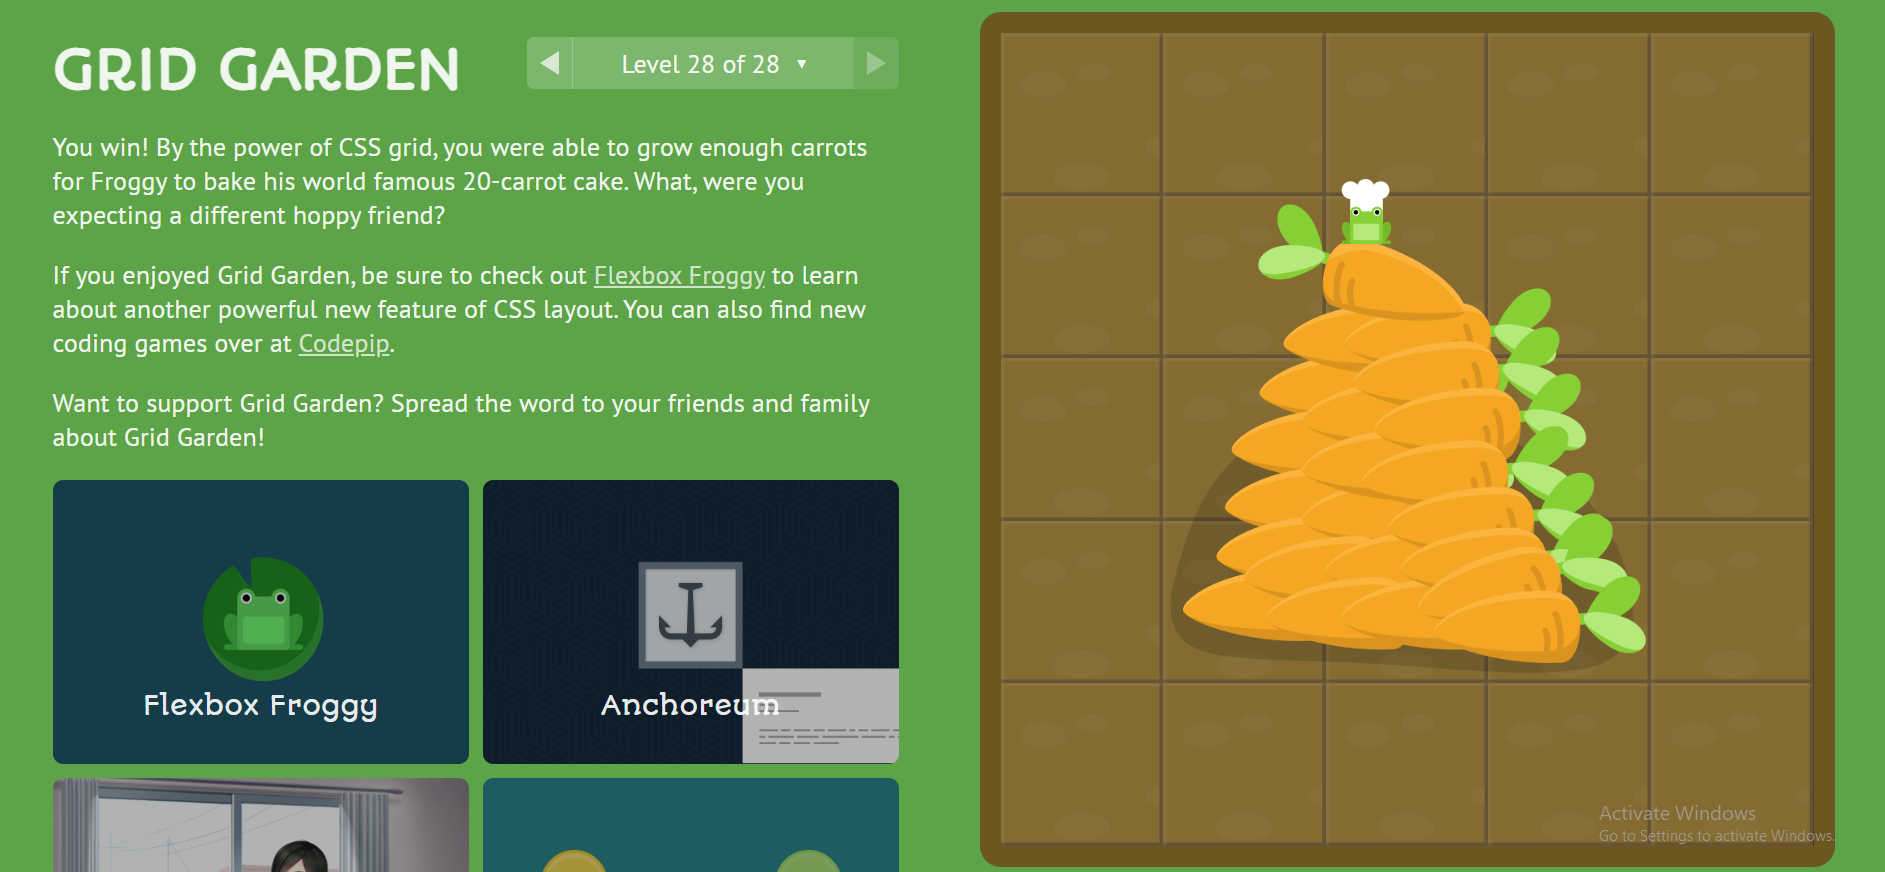 GRID GARDEN
Level 28 of 28
You win! By the power of CSS grid, you were able to grow enough carrots
for Froggy to bake his world famous 20-carrot cake. What, were you
expecting a different hoppy friend?
If you enjoyed Grid Garden, be sure to check out Flexbox Froggy to learn
about another powerful new feature of CSS layout. You can also find new
coding games over at Codepip.
Want to support Grid Garden? Spread the word to your friends and family
about Grid Garden!
Flexbox Froggy
Anchoreum
Activate Windows
Go to Settings to activate Windows.